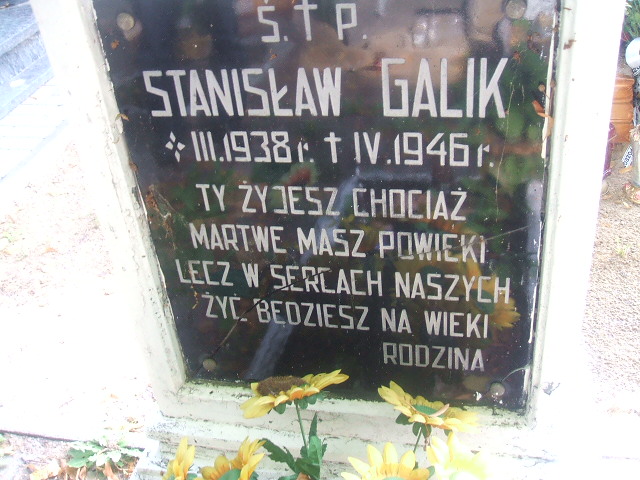 Ś. † P.
STANISŁAW GALIK
* III.1938 r. † IV.1946 r.
TY ŻYJESZ CHOCIAŻ
MARTWE MASZ POWIEKI
LECZ W SERCACH NASZYCH
ŻYĆ BĘDZIESZ NA WIEKI
RODZINA